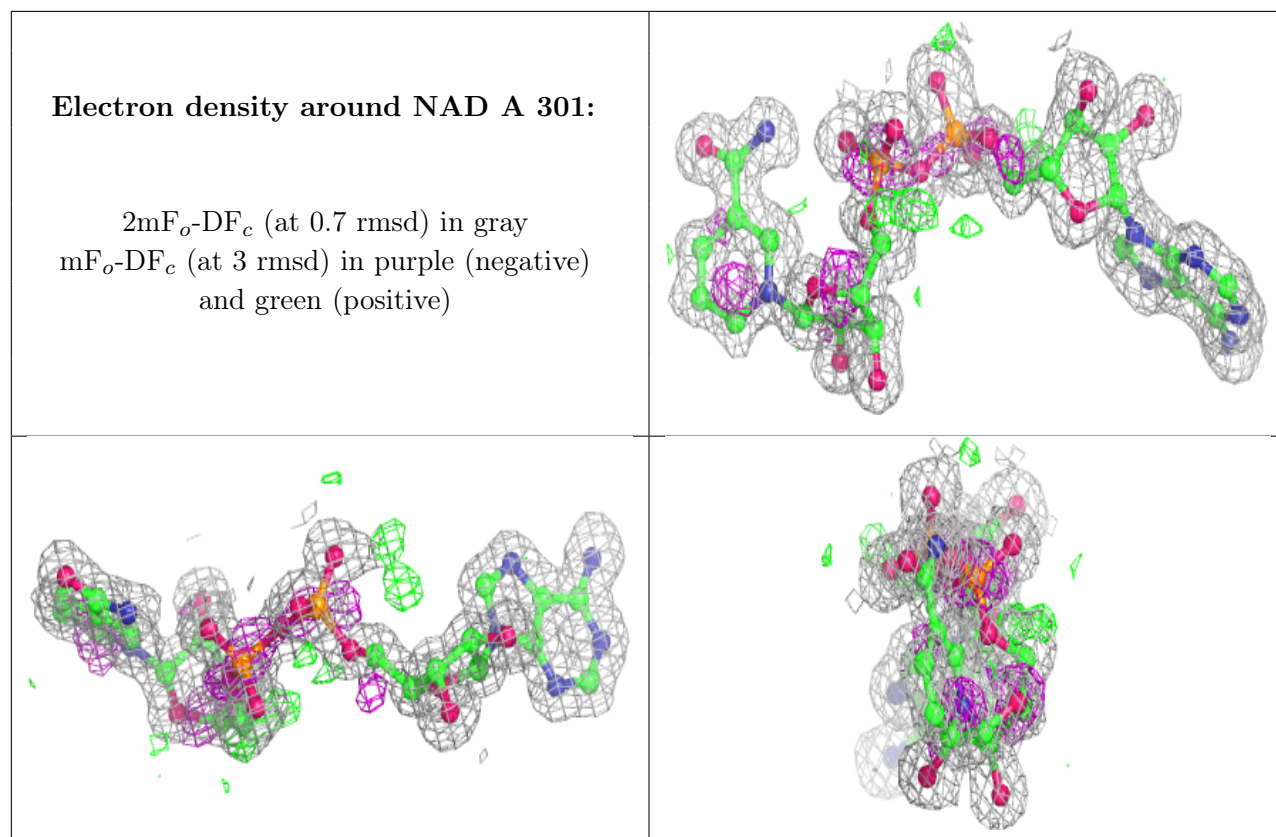 Electron density around NAD A 301:
2mFo-DFc (at 0.7 rmsd) in gray
mFo-DFc (at 3 rmsd) in purple (negative)
and green (positive)